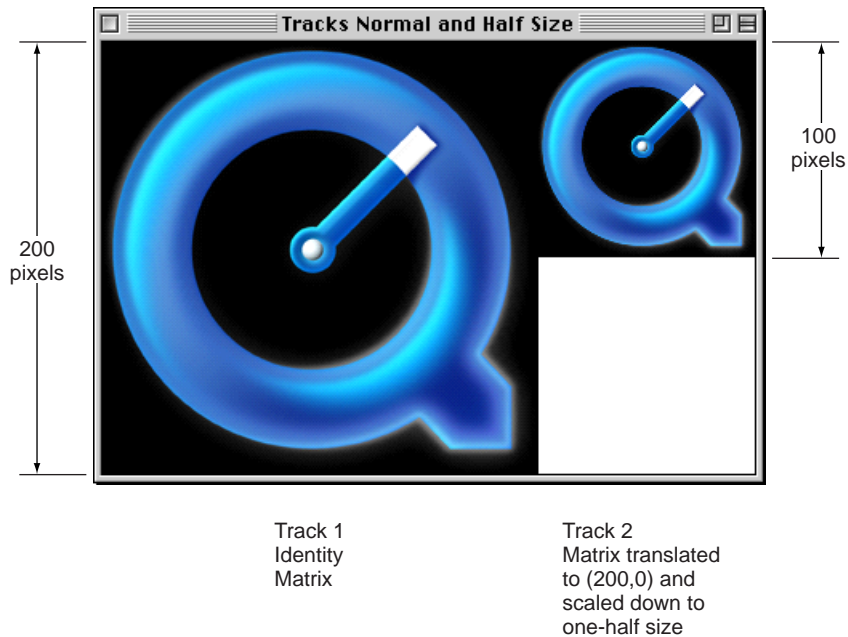 Tracks Normal and Half Size
200
pixels
100
pixels
Track 1
Identity
Matrix
Track 2
Matrix translated
to (200,0) and
scaled down to
one-half size